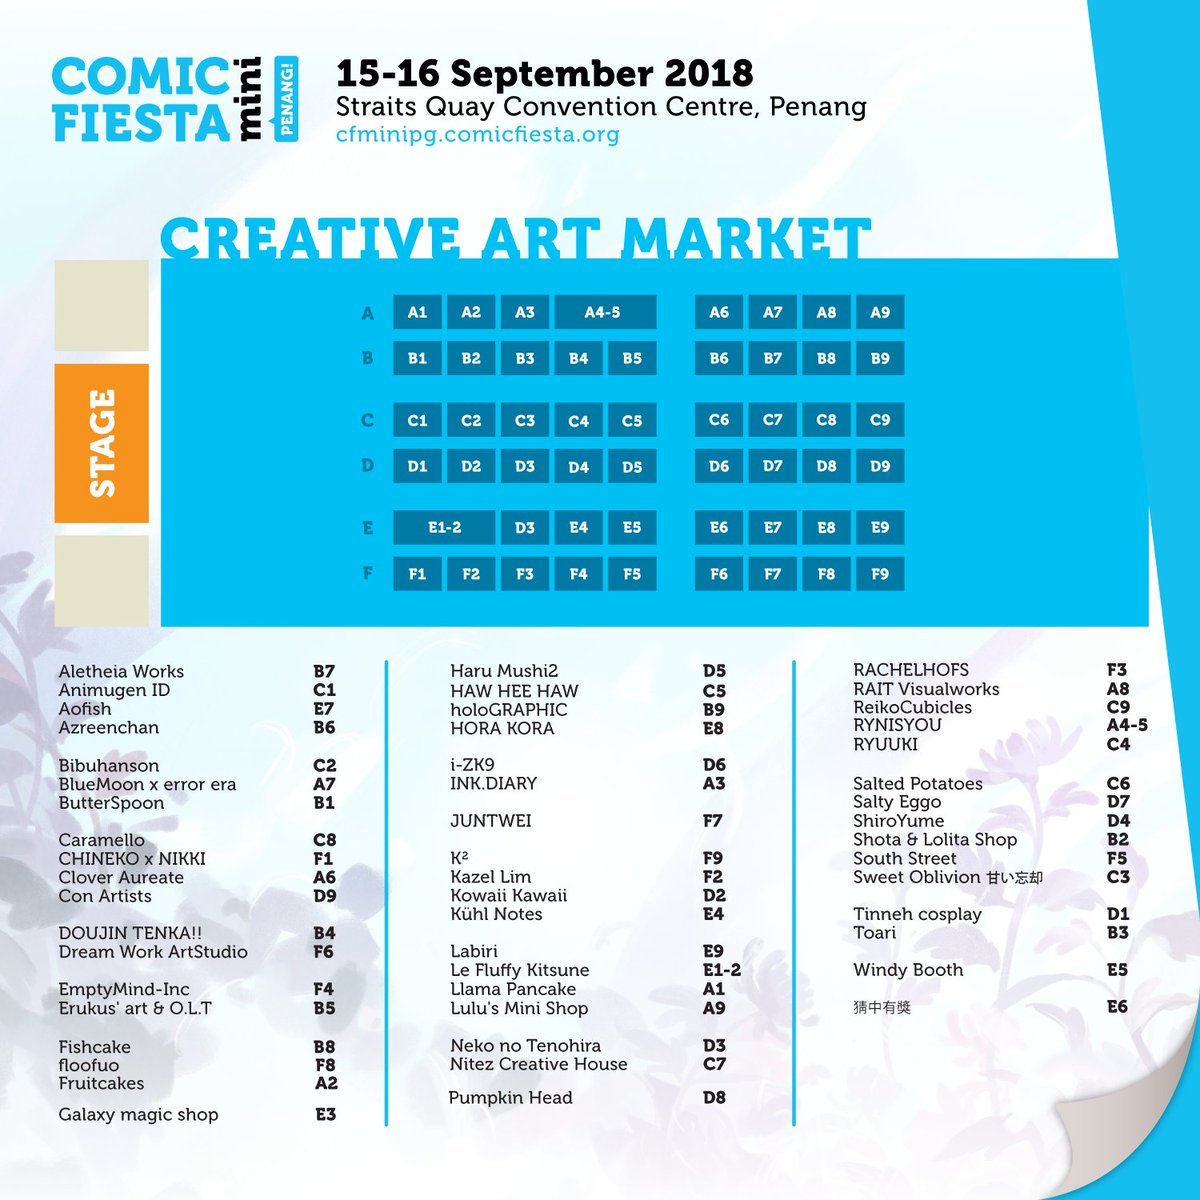 COMIC
FIESTA
mini
PENANG!
15-16 September 2018
Straits Quay Convention Centre, Penang
cfminipg.comicfiesta.org
CREATIVE ART MARKET
STAGE
A A1 A2 A3 A4-5 A6 A7 A8 A9
B B1 B2 B3 B4 B5 B6 B7 B8 B9
C C1 C2 C3 C4 C5 C6 C7 C8 C9
D D1 D2 D3 D4 D5 D6 D7 D8 D9
E E1-2 D3 E4 E5 E6 E7 E8 E9
F F1 F2 F3 F4 F5 F6 F7 F8 F9
Aletheia Works B7
Animugen ID C1
Aofish E7
Azreenchan B6
Bibuhanson C2
BlueMoon x error era A7
ButterSpoon B1
Caramello C8
CHINEKO x NIKKI F1
Clover Aureate A6
Con Artists D9
DOUJIN TENKA!! B4
Dream Work ArtStudio F6
EmptyMind-Inc F4
Erukus' art & O.L.T B5
Fishcake B8
floofuo F8
Fruitcakes A2
Galaxy magic shop E3
Haru Mushi2 D5
HAW HEE HAW C5
holoGRAPHIC B9
HORA KORA E8
i-ZK9 D6
INK.DIARY A3
JUNTWEI F7
K² F9
Kazel Lim F2
Kowaii Kawaii D2
Kühl Notes E4
Labiri E9
Le Fluffy Kitsune E1-2
Llama Pancake A1
Lulu's Mini Shop A9
Neko no Tenohira D3
Nitez Creative House C7
Pumpkin Head D8
RACHELHOFS F3
RAIT Visualworks A8
ReikoCubicles C9
RYNISYOU A4-5
RYUUKI C4
Salted Potatoes C6
Salty Eggo D7
ShiroYume D4
Shota & Lolita Shop B2
South Street F5
Sweet Oblivion 甘い忘却 C3
Tinneh cosplay D1
Toari B3
Windy Booth E5
猜中有獎 E6